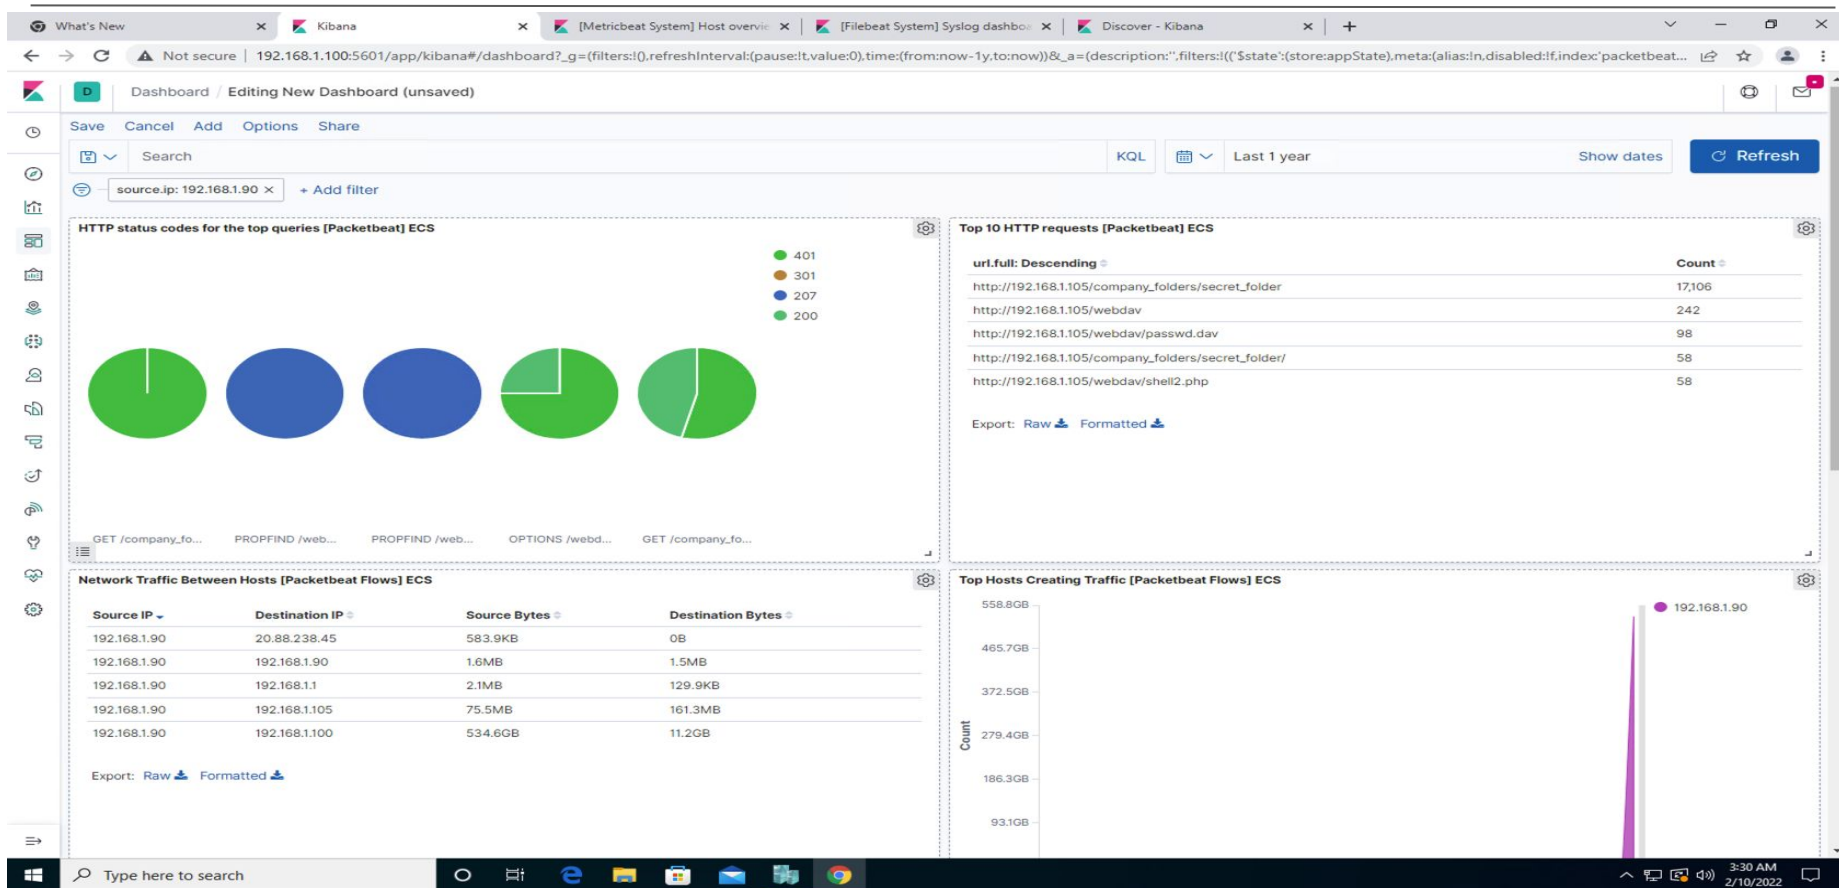 What's New
Kibana
[Metricbeat System] Host overvie
[Filebeat System] Syslog dashboa
Discover - Kibana
Not secure | 192.168.1.100:5601/app/kibana#/dashboard?_g=(filters:!(),refreshInterval:(pause:!t,value:0),time:(from:now-1y,to:now))&_a=(description:'',filters:!(('$state':(store:appState),meta:(alias:!n,disabled:!f,index:'packetbeat...
D Dashboard / Editing New Dashboard (unsaved)
Save Cancel Add Options Share
Search KQL Last 1 year Show dates Refresh
source.ip: 192.168.1.90 × + Add filter
HTTP status codes for the top queries [Packetbeat] ECS
401
301
207
200
GET /company_fo... PROPFIND /web... PROPFIND /web... OPTIONS /webd... GET /company_fo...
Top 10 HTTP requests [Packetbeat] ECS
url.full: Descending Count
http://192.168.1.105/company_folders/secret_folder 17,106
http://192.168.1.105/webdav 242
http://192.168.1.105/webdav/passwd.dav 98
http://192.168.1.105/company_folders/secret_folder/ 58
http://192.168.1.105/webdav/shell2.php 58
Export: Raw Formatted
Network Traffic Between Hosts [Packetbeat Flows] ECS
Source IP Destination IP Source Bytes Destination Bytes
192.168.1.90 20.88.238.45 583.9KB 0B
192.168.1.90 192.168.1.90 1.6MB 1.5MB
192.168.1.90 192.168.1.1 2.1MB 129.9KB
192.168.1.90 192.168.1.105 75.5MB 161.3MB
192.168.1.90 192.168.1.100 534.6GB 11.2GB
Export: Raw Formatted
Top Hosts Creating Traffic [Packetbeat Flows] ECS
558.8GB
465.7GB
372.5GB
279.4GB
186.3GB
93.1GB
Count
192.168.1.90
Type here to search
3:30 AM
2/10/2022